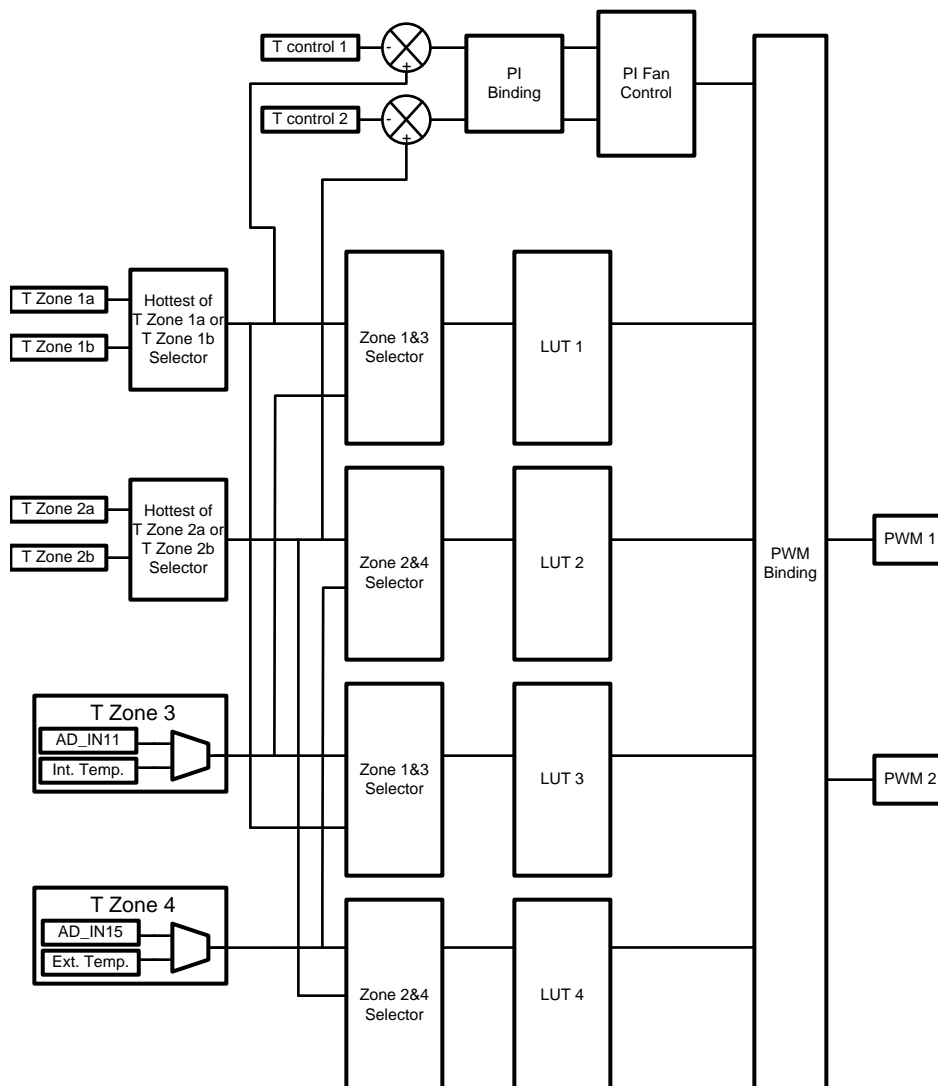 T control 1
-
+
PI
Binding
PI Fan
Control
T control 2
-
+
T Zone 1a
T Zone 1b
Hottest of
T Zone 1a or
T Zone 1b
Selector
Zone 1&3
Selector
LUT 1
T Zone 2a
T Zone 2b
Hottest of
T Zone 2a or
T Zone 2b
Selector
Zone 2&4
Selector
LUT 2
PWM
Binding
PWM 1
T Zone 3
AD_IN11
Int. Temp.
Zone 1&3
Selector
LUT 3
PWM 2
T Zone 4
AD_IN15
Ext. Temp.
Zone 2&4
Selector
LUT 4